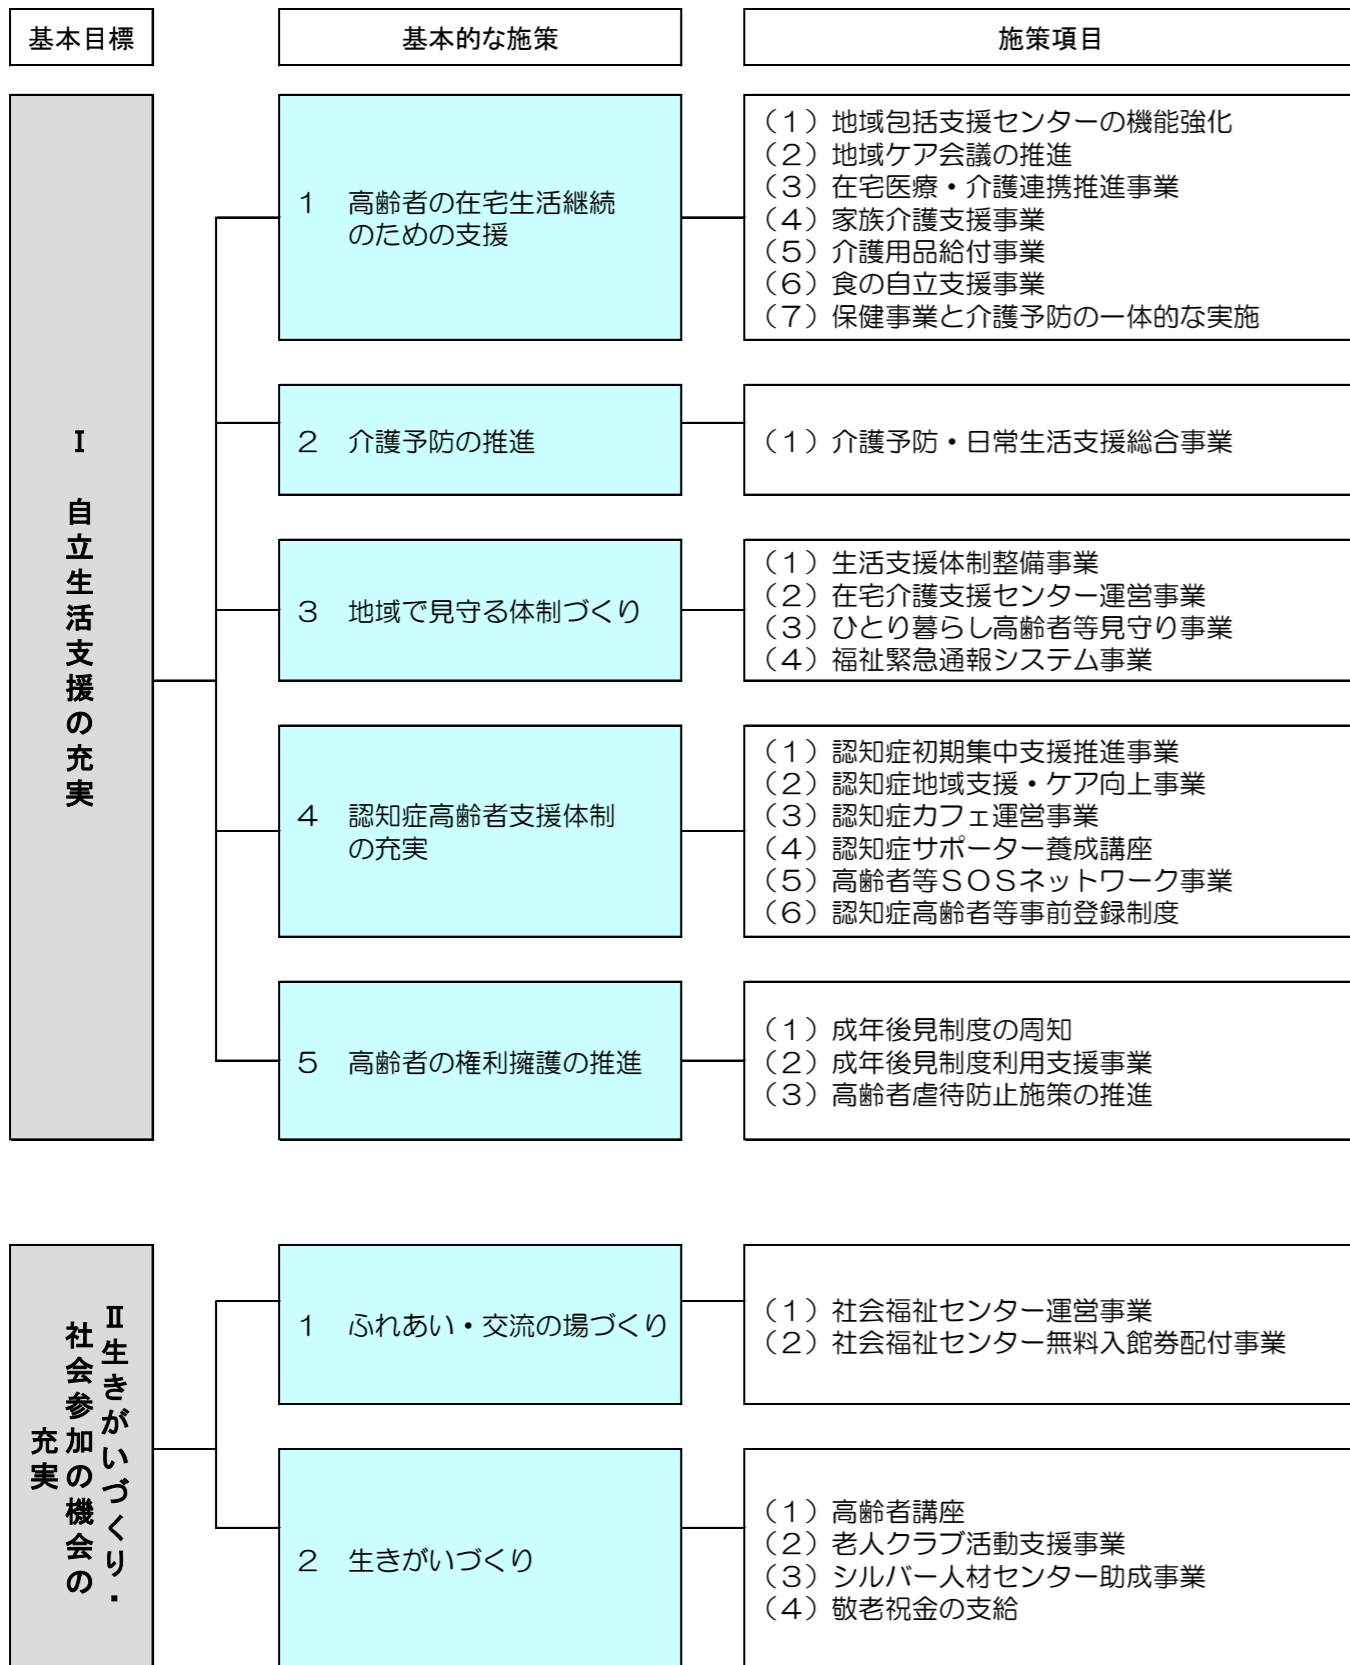 基本目標
基本的な施策
施策項目
Ⅰ 自立生活支援の充実
1 高齢者の在宅生活継続
のための支援
（1）地域包括支援センターの機能強化
（2）地域ケア会議の推進
（3）在宅医療・介護連携推進事業
（4）家族介護支援事業
（5）介護用品給付事業
（6）食の自立支援事業
（7）保健事業と介護予防の一体的な実施
2 介護予防の推進
（1）介護予防・日常生活支援総合事業
3 地域で見守る体制づくり
（1）生活支援体制整備事業
（2）在宅介護支援センター運営事業
（3）ひとり暮らし高齢者等見守り事業
（4）福祉緊急通報システム事業
4 認知症高齢者支援体制
の充実
（1）認知症初期集中支援推進事業
（2）認知症地域支援・ケア向上事業
（3）認知症カフェ運営事業
（4）認知症サポーター養成講座
（5）高齢者等ＳＯＳネットワーク事業
（6）認知症高齢者等事前登録制度
5 高齢者の権利擁護の推進
（1）成年後見制度の周知
（2）成年後見制度利用支援事業
（3）高齢者虐待防止施策の推進
Ⅱ生きがいづくり・
社会参加の機会の
充実
1 ふれあい・交流の場づくり
（1）社会福祉センター運営事業
（2）社会福祉センター無料入館券配付事業
2 生きがいづくり
（1）高齢者講座
（2）老人クラブ活動支援事業
（3）シルバー人材センター助成事業
（4）敬老祝金の支給